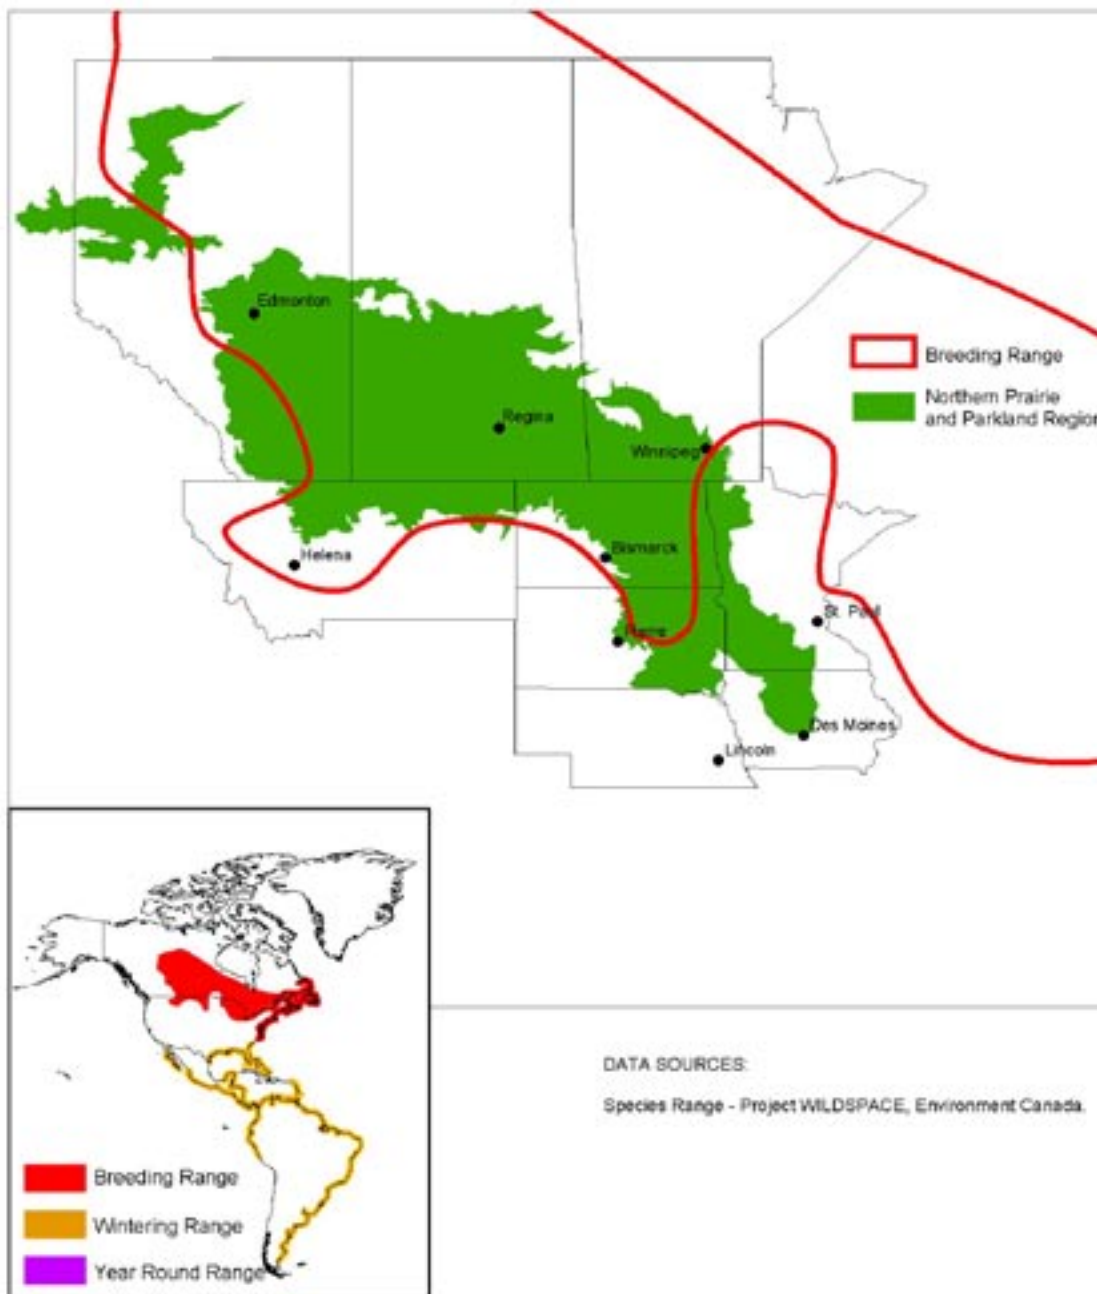 Edmonton
Regina
Winnipeg
Breeding Range
Northern Prairie
and Parkland Region
Helena
Bismarck
Pierre
St. Paul
Des Moines
Lincoln
DATA SOURCES:
Species Range - Project WILDSPACE, Environment Canada.
Breeding Range
Wintering Range
Year Round Range